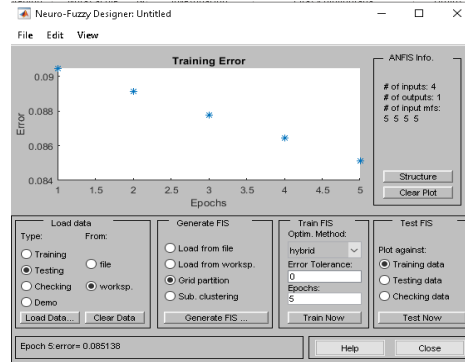 Neuro-Fuzzy Designer: Untitled
File Edit View
Training Error
0.09
0.088
0.086
0.084
Error
1 1.5 2 2.5 3 3.5 4 4.5 5
Epochs
ANFIS Info.
# of inputs: 4
# of outputs: 1
# of input mfs:
5 5 5 5
Structure
Clear Plot
Load data
Type: From:
Training
Testing
Checking
Demo
file
worksp.
Load Data... Clear Data
Generate FIS
Load from file
Load from worksp.
Grid partition
Sub. clustering
Generate FIS ...
Train FIS
Optim. Method:
hybrid
Error Tolerance:
0
Epochs:
5
Train Now
Test FIS
Plot against:
Training data
Testing data
Checking data
Test Now
Epoch 5:error= 0.085138
Help Close